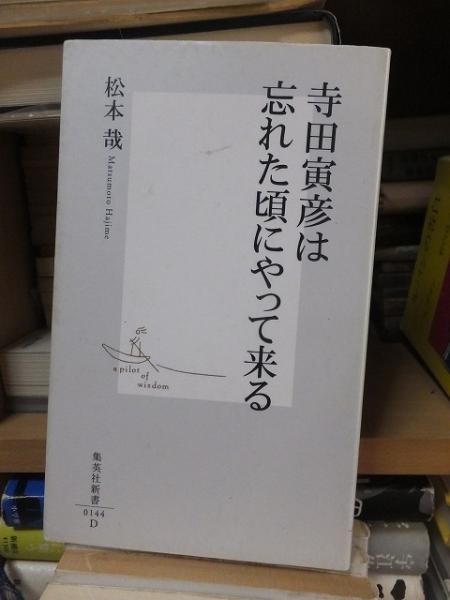 寺田寅彦は
忘れた頃にやって来る
松本 哉
Matsumoto Hajime
a pilot
of
wisdom
集英社新書
0144
D